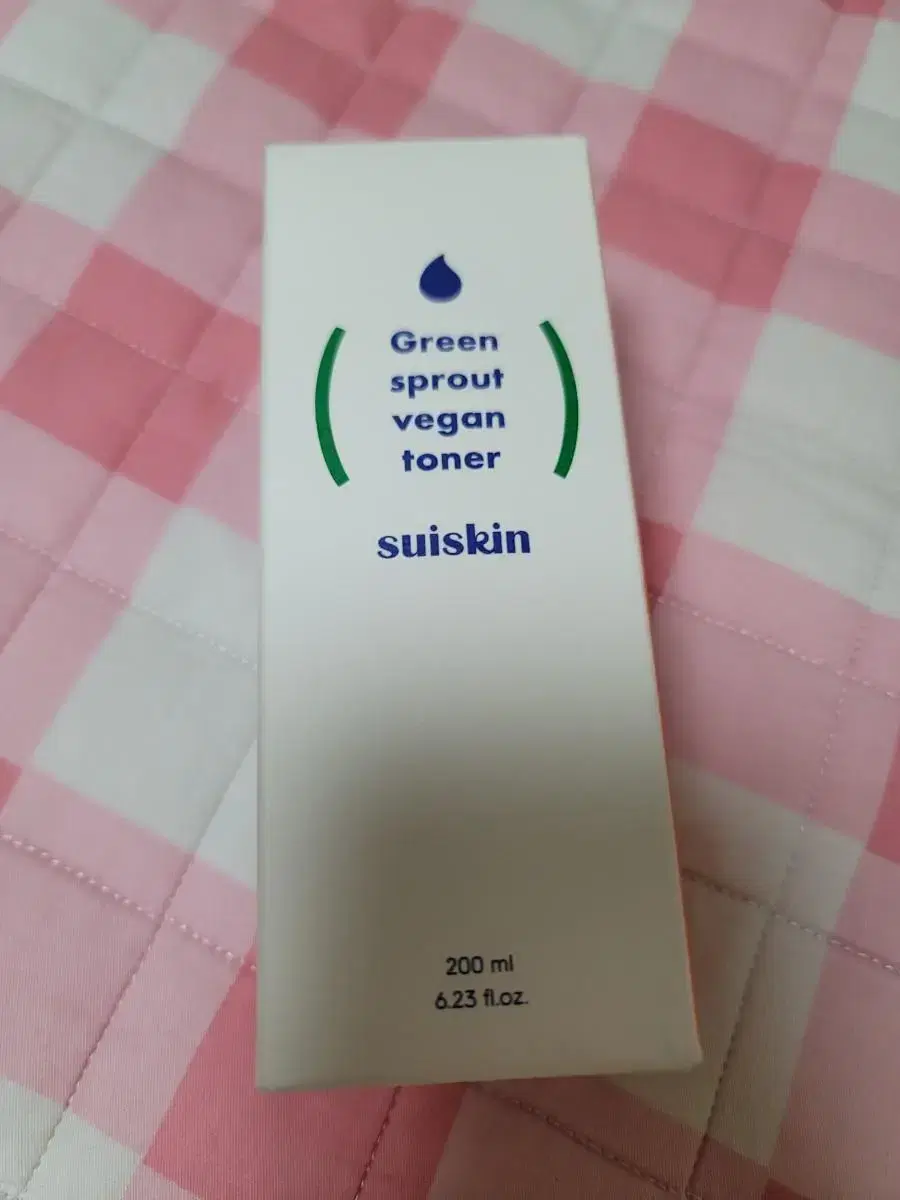 Green
sprout
vegan
toner
suiskin
200 ml
6.23 fl.oz.